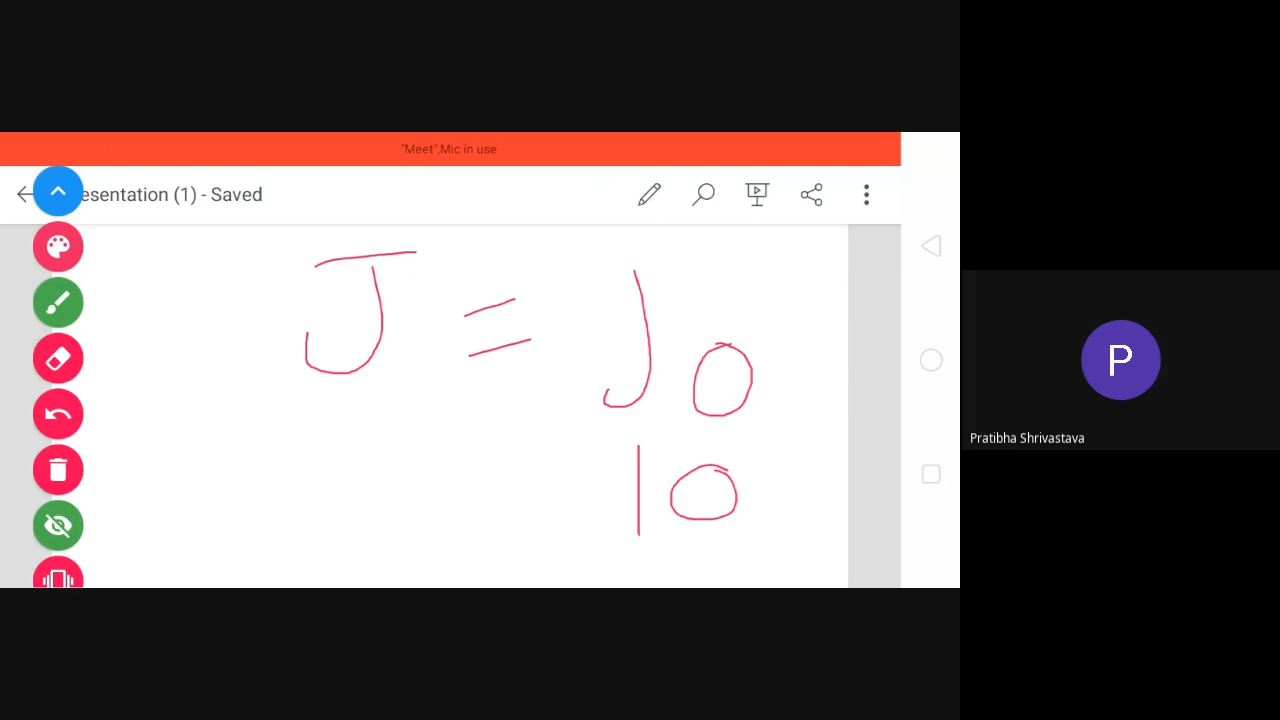 "Meet",Mic in use
esentation (1) - Saved
J = J0
10
P
Pratibha Shrivastava